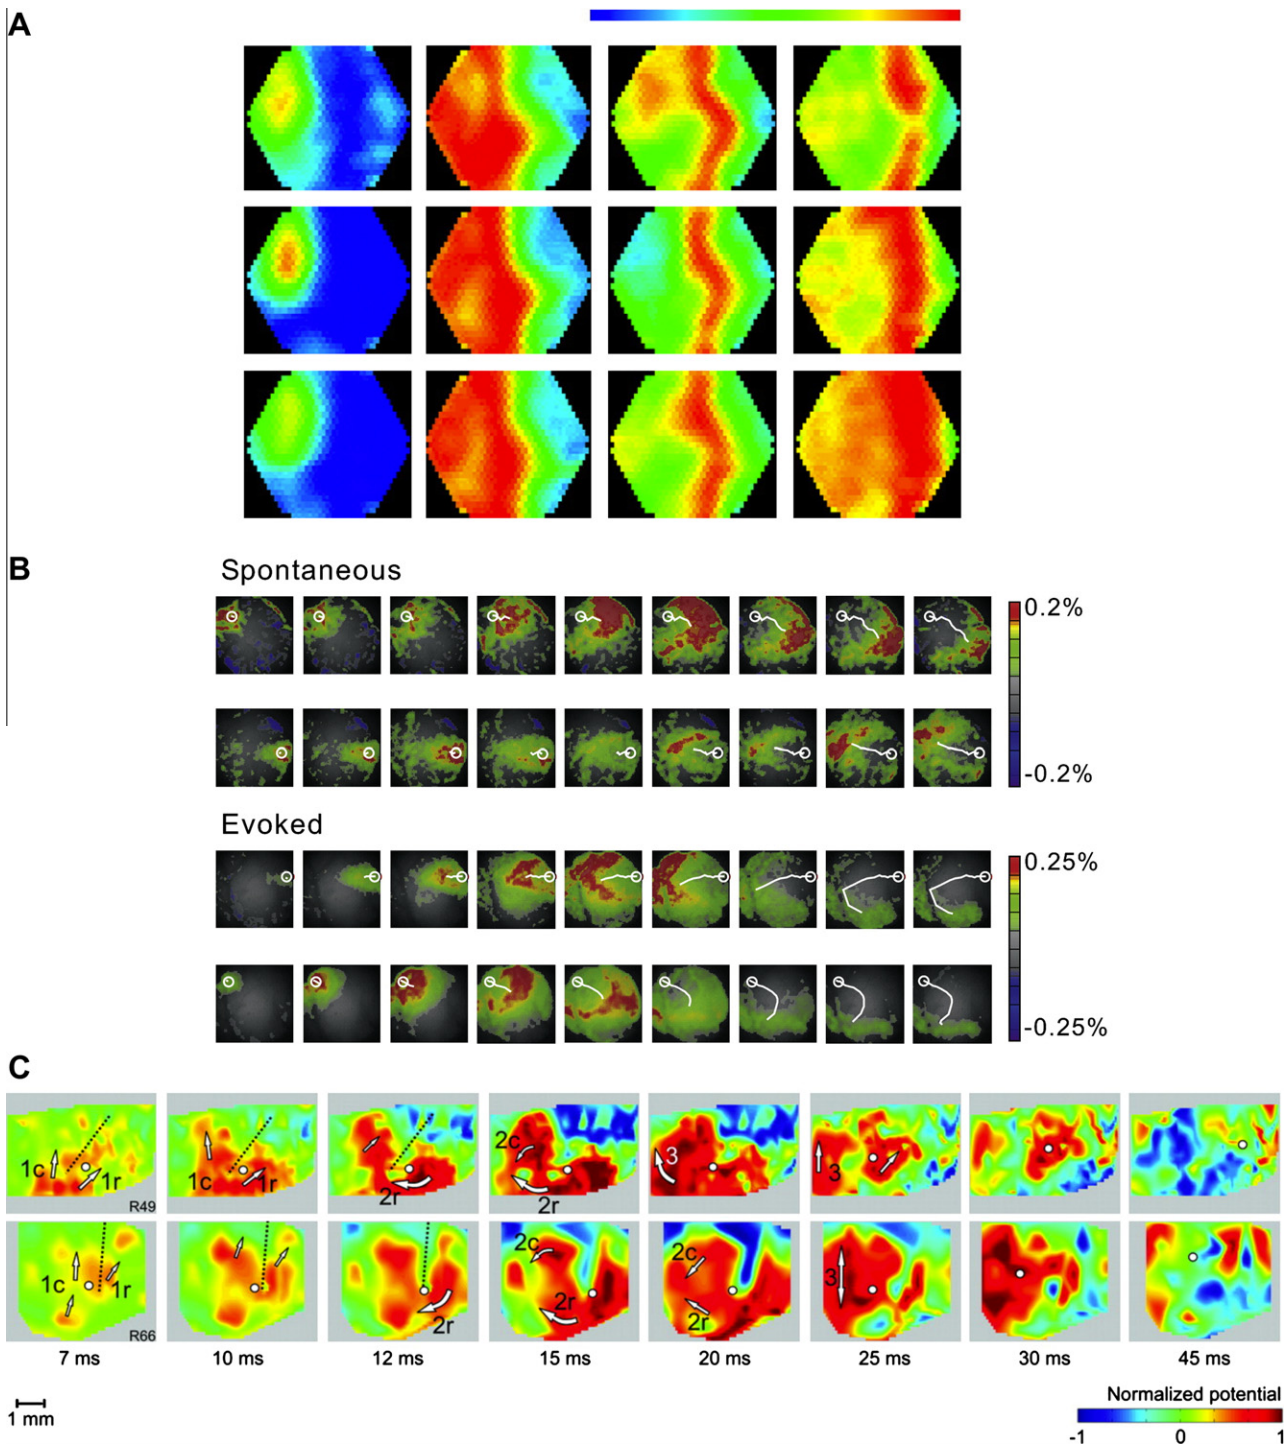 A
B
Spontaneous
0.2%
-0.2%
Evoked
0.25%
-0.25%
C
1c 1r 1c 1r 2r 2c 2r 3 3
R49
1c 1r 2r 2c 2r 2c 2r 3
R66
7 ms 10 ms 12 ms 15 ms 20 ms 25 ms 30 ms 45 ms
1 mm
Normalized potential
-1 0 1